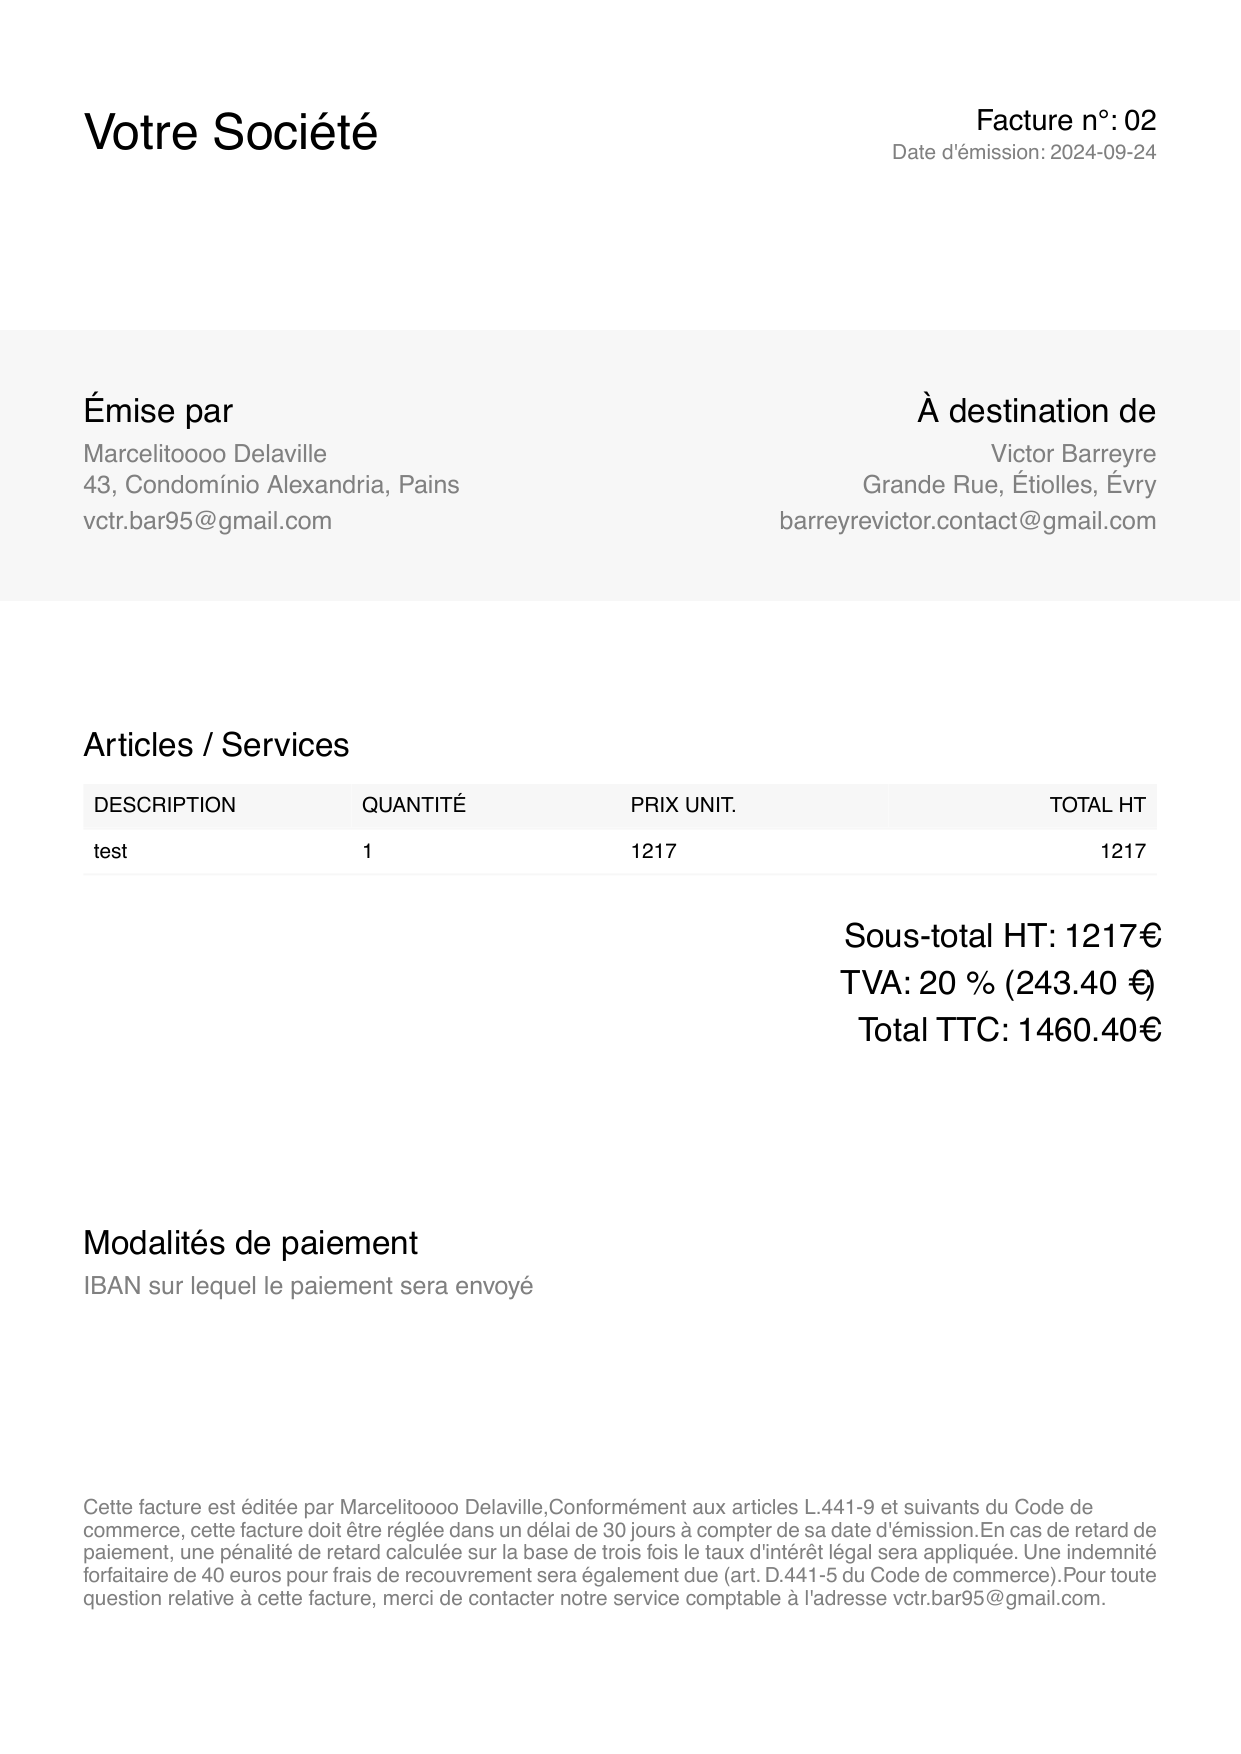 Votre Société
Facture n°: 02
Date d'émission: 2024-09-24
Émise par
Marcelitoooo Delaville
43, Condomínio Alexandria, Pains
vctr.bar95@gmail.com
À destination de
Victor Barreyre
Grande Rue, Étiolles, Évry
barreyrevictor.contact@gmail.com
Articles / Services
DESCRIPTION QUANTITÉ PRIX UNIT. TOTAL HT
test 1 1217 1217
Sous-total HT: 1217€
TVA: 20 % (243.40 €)
Total TTC: 1460.40€
Modalités de paiement
IBAN sur lequel le paiement sera envoyé
Cette facture est éditée par Marcelitoooo Delaville,Conformément aux articles L.441-9 et suivants du Code de
commerce, cette facture doit être réglée dans un délai de 30 jours à compter de sa date d'émission.En cas de retard de
paiement, une pénalité de retard calculée sur la base de trois fois le taux d'intérêt légal sera appliquée. Une indemnité
forfaitaire de 40 euros pour frais de recouvrement sera également due (art. D.441-5 du Code de commerce).Pour toute
question relative à cette facture, merci de contacter notre service comptable à l'adresse vctr.bar95@gmail.com.